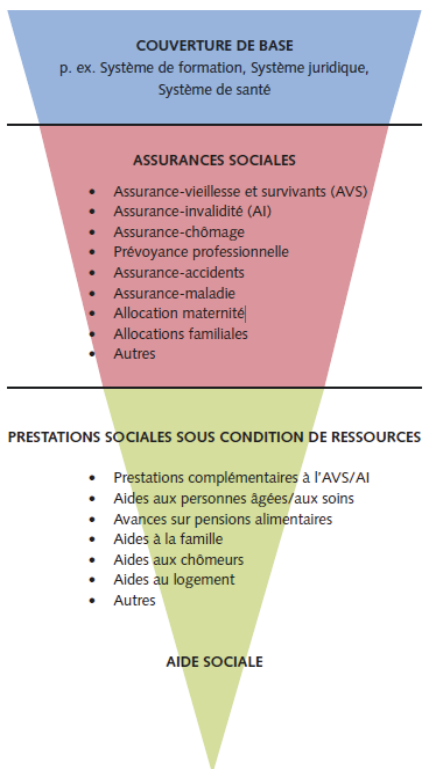 COUVERTURE DE BASE
p. ex. Système de formation, Système juridique,
Système de santé
ASSURANCES SOCIALES
• Assurance-vieillesse et survivants (AVS)
• Assurance-invalidité (AI)
• Assurance-chômage
• Prévoyance professionnelle
• Assurance-accidents
• Assurance-maladie
• Allocation maternité
• Allocations familiales
• Autres
PRESTATIONS SOCIALES SOUS CONDITION DE RESSOURCES
• Prestations complémentaires à l'AVS/AI
• Aides aux personnes âgées/aux soins
• Avances sur pensions alimentaires
• Aides à la famille
• Aides aux chômeurs
• Aides au logement
• Autres
AIDE SOCIALE